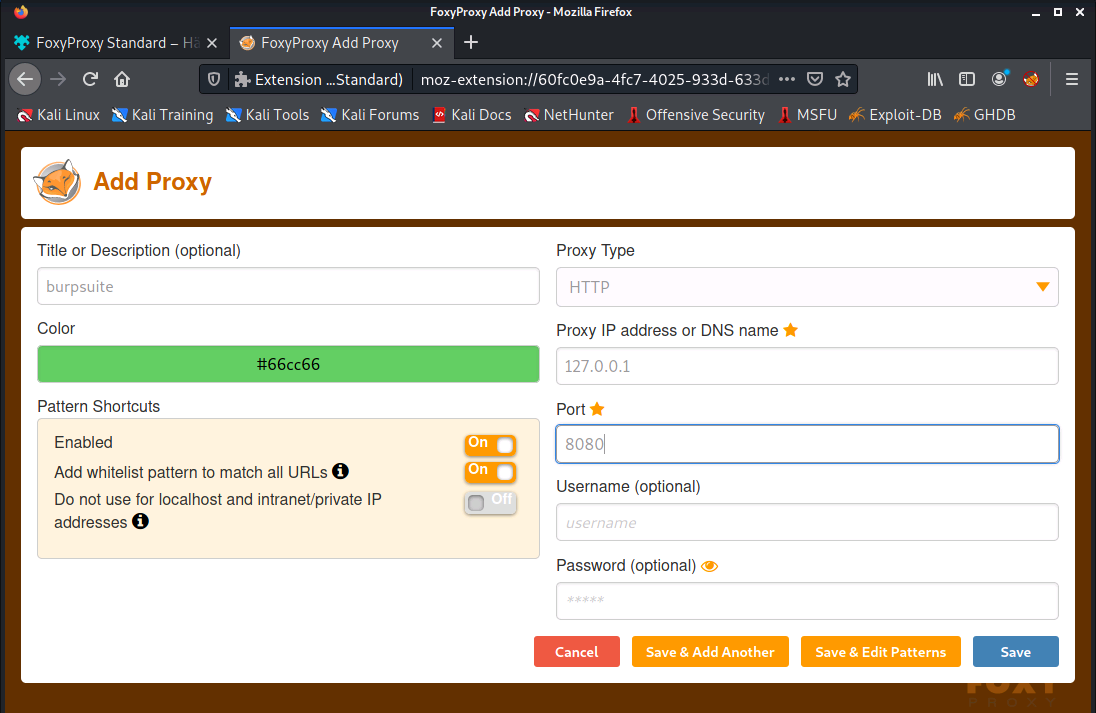 FoxyProxy Add Proxy - Mozilla Firefox
FoxyProxy Standard – Hä
FoxyProxy Add Proxy
Extension ...Standard)
moz-extension://60fc0e9a-4fc7-4025-933d-633d
Kali Linux
Kali Training
Kali Tools
Kali Forums
Kali Docs
NetHunter
Offensive Security
MSFU
Exploit-DB
GHDB
Add Proxy
Title or Description (optional)
burpsuite
Color
#66cc66
Pattern Shortcuts
Enabled
On
Add whitelist pattern to match all URLs
On
Do not use for localhost and intranet/private IP
addresses
Off
Proxy Type
HTTP
Proxy IP address or DNS name
127.0.0.1
Port
8080
Username (optional)
username
Password (optional)
*****
Cancel
Save & Add Another
Save & Edit Patterns
Save
FOXY
PROXY